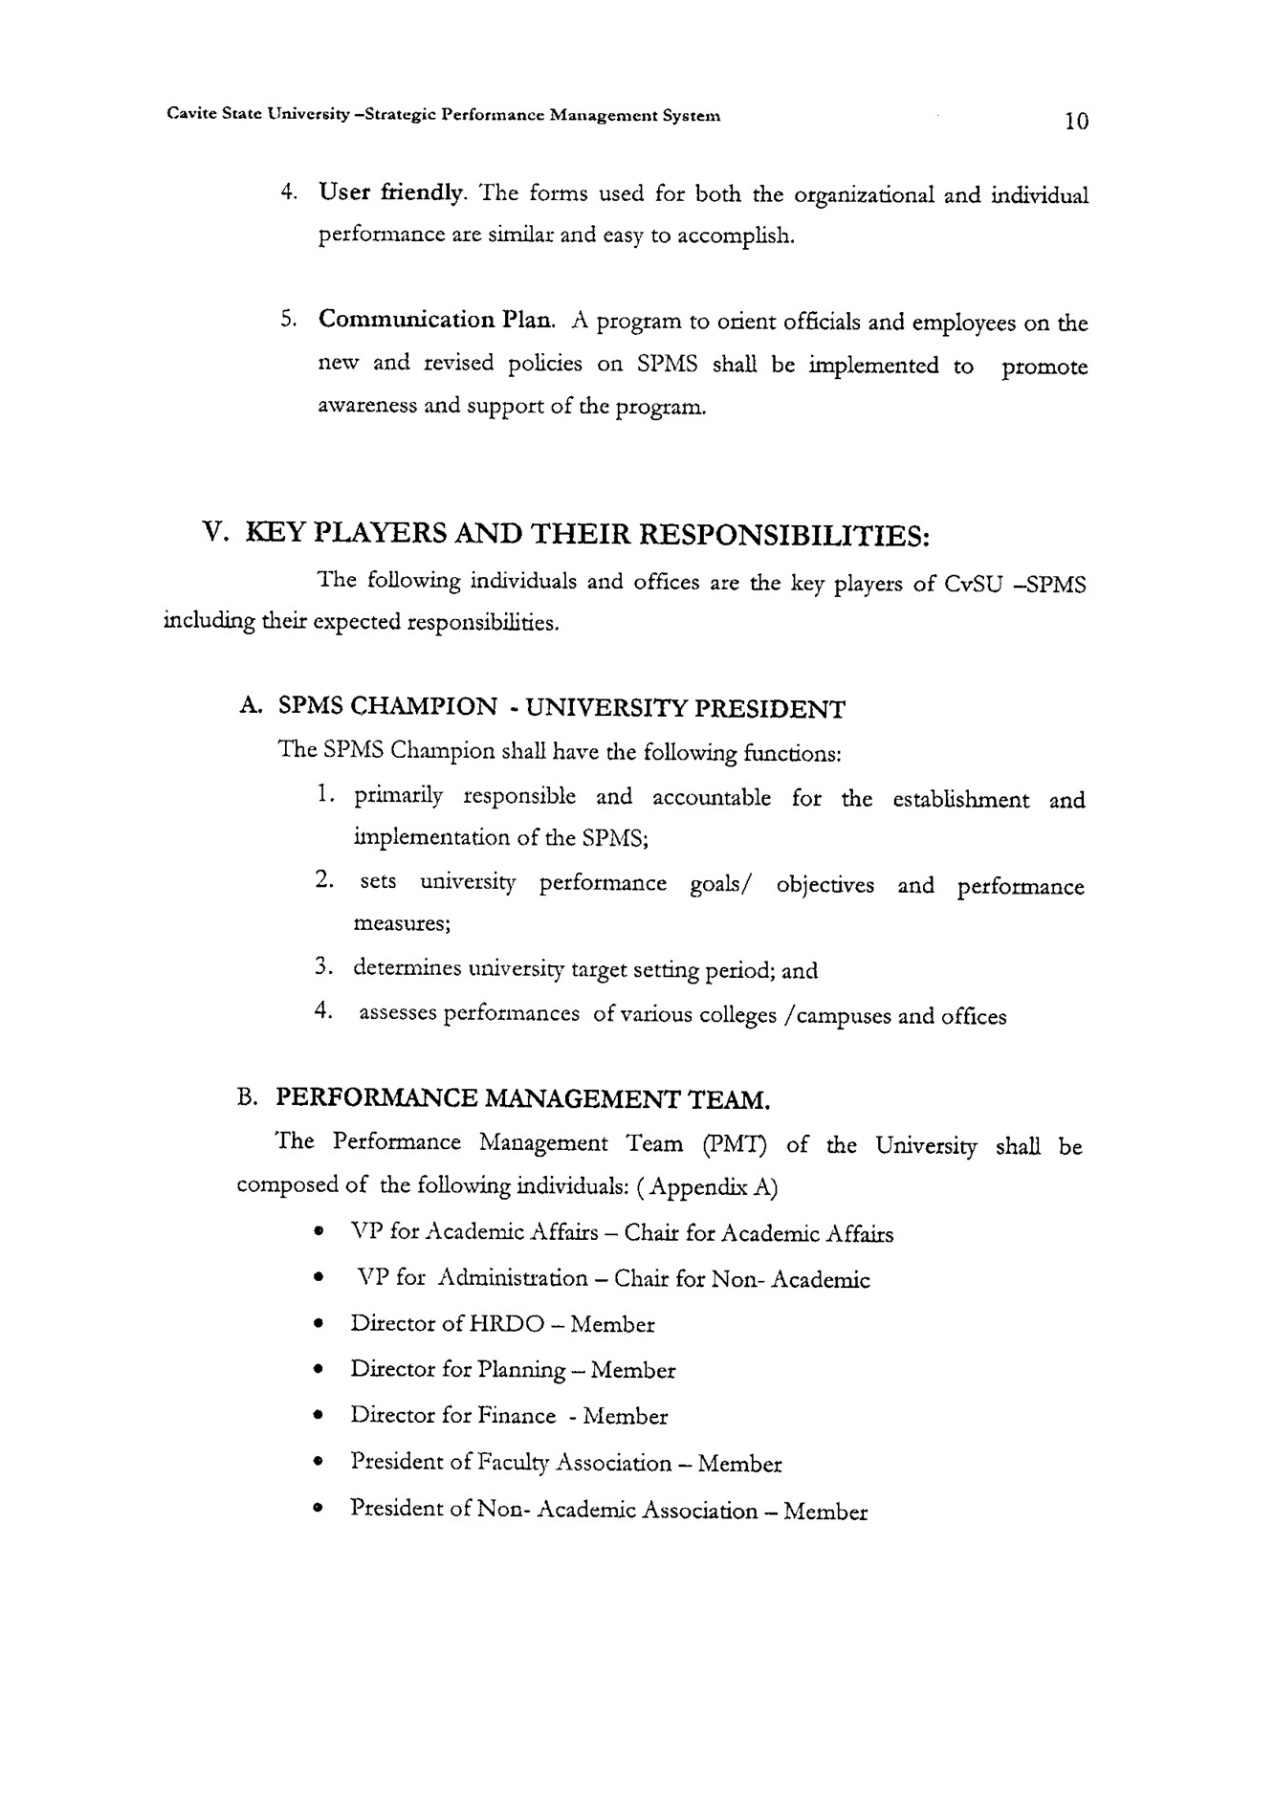 Cavite State University –Strategic Performance Management System
10
4. User friendly. The forms used for both the organizational and individual
performance are similar and easy to accomplish.
5. Communication Plan. A program to orient officials and employees on the
new and revised policies on SPMS shall be implemented to promote
awareness and support of the program.
V. KEY PLAYERS AND THEIR RESPONSIBILITIES:
The following individuals and offices are the key players of CvSU –SPMS
including their expected responsibilities.
A. SPMS CHAMPION - UNIVERSITY PRESIDENT
The SPMS Champion shall have the following functions:
1. primarily responsible and accountable for the establishment and
implementation of the SPMS;
2. sets university performance goals/ objectives and performance
measures;
3. determines university target setting period; and
4. assesses performances of various colleges /campuses and offices
B. PERFORMANCE MANAGEMENT TEAM.
The Performance Management Team (PMT) of the University shall be
composed of the following individuals: ( Appendix A)
• VP for Academic Affairs – Chair for Academic Affairs
• VP for Administration – Chair for Non- Academic
• Director of HRDO – Member
• Director for Planning – Member
• Director for Finance - Member
• President of Faculty Association – Member
• President of Non- Academic Association – Member